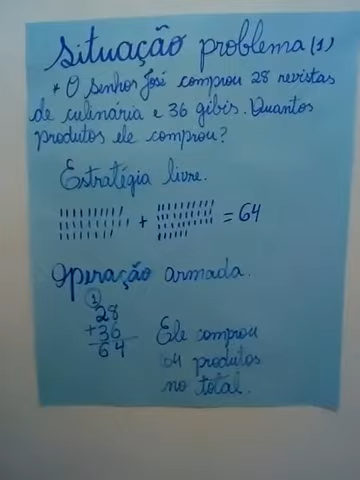 Situação problema (1)
* O senhor José comprou 28 revistas
de culinária e 36 gibis. Quantos
produtos ele comprou?
Estratégia livre.
+ = 64
Operação armada.
1
28
+36
64
Ele comprou
64 produtos
no total.